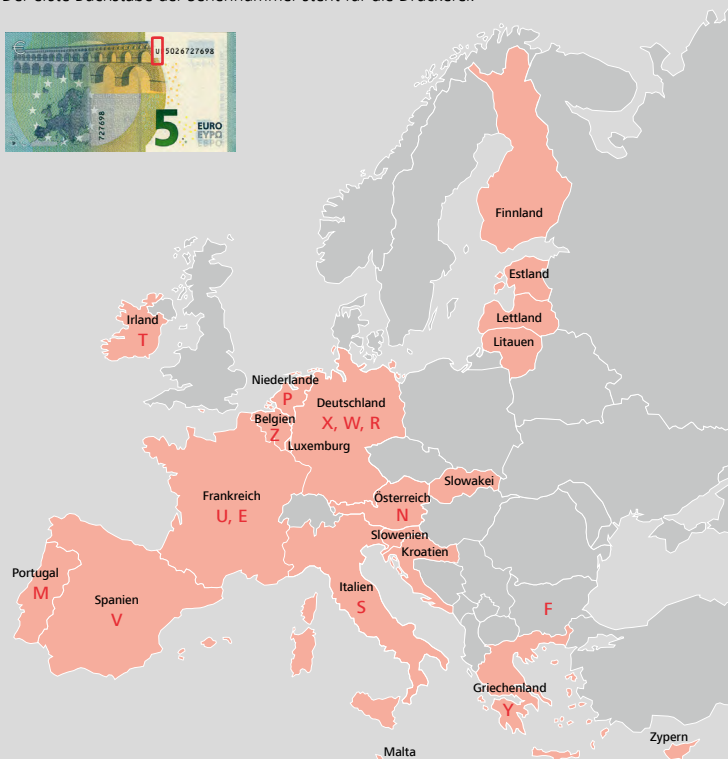 Der erste Buchstabe der Seriennummer steht für die Druckerei.
U 5026727698
727698
5
EURO
ΕΥΡΩ
ЕВРО
Finnland
Estland
Lettland
Litauen
Irland
T
Niederlande
P
Deutschland
X, W, R
Belgien
Z
Luxemburg
Slowakei
Österreich
N
Frankreich
U, E
Slowenien
Kroatien
Portugal
M
Spanien
V
Italien
S
F
Griechenland
Y
Malta
Zypern